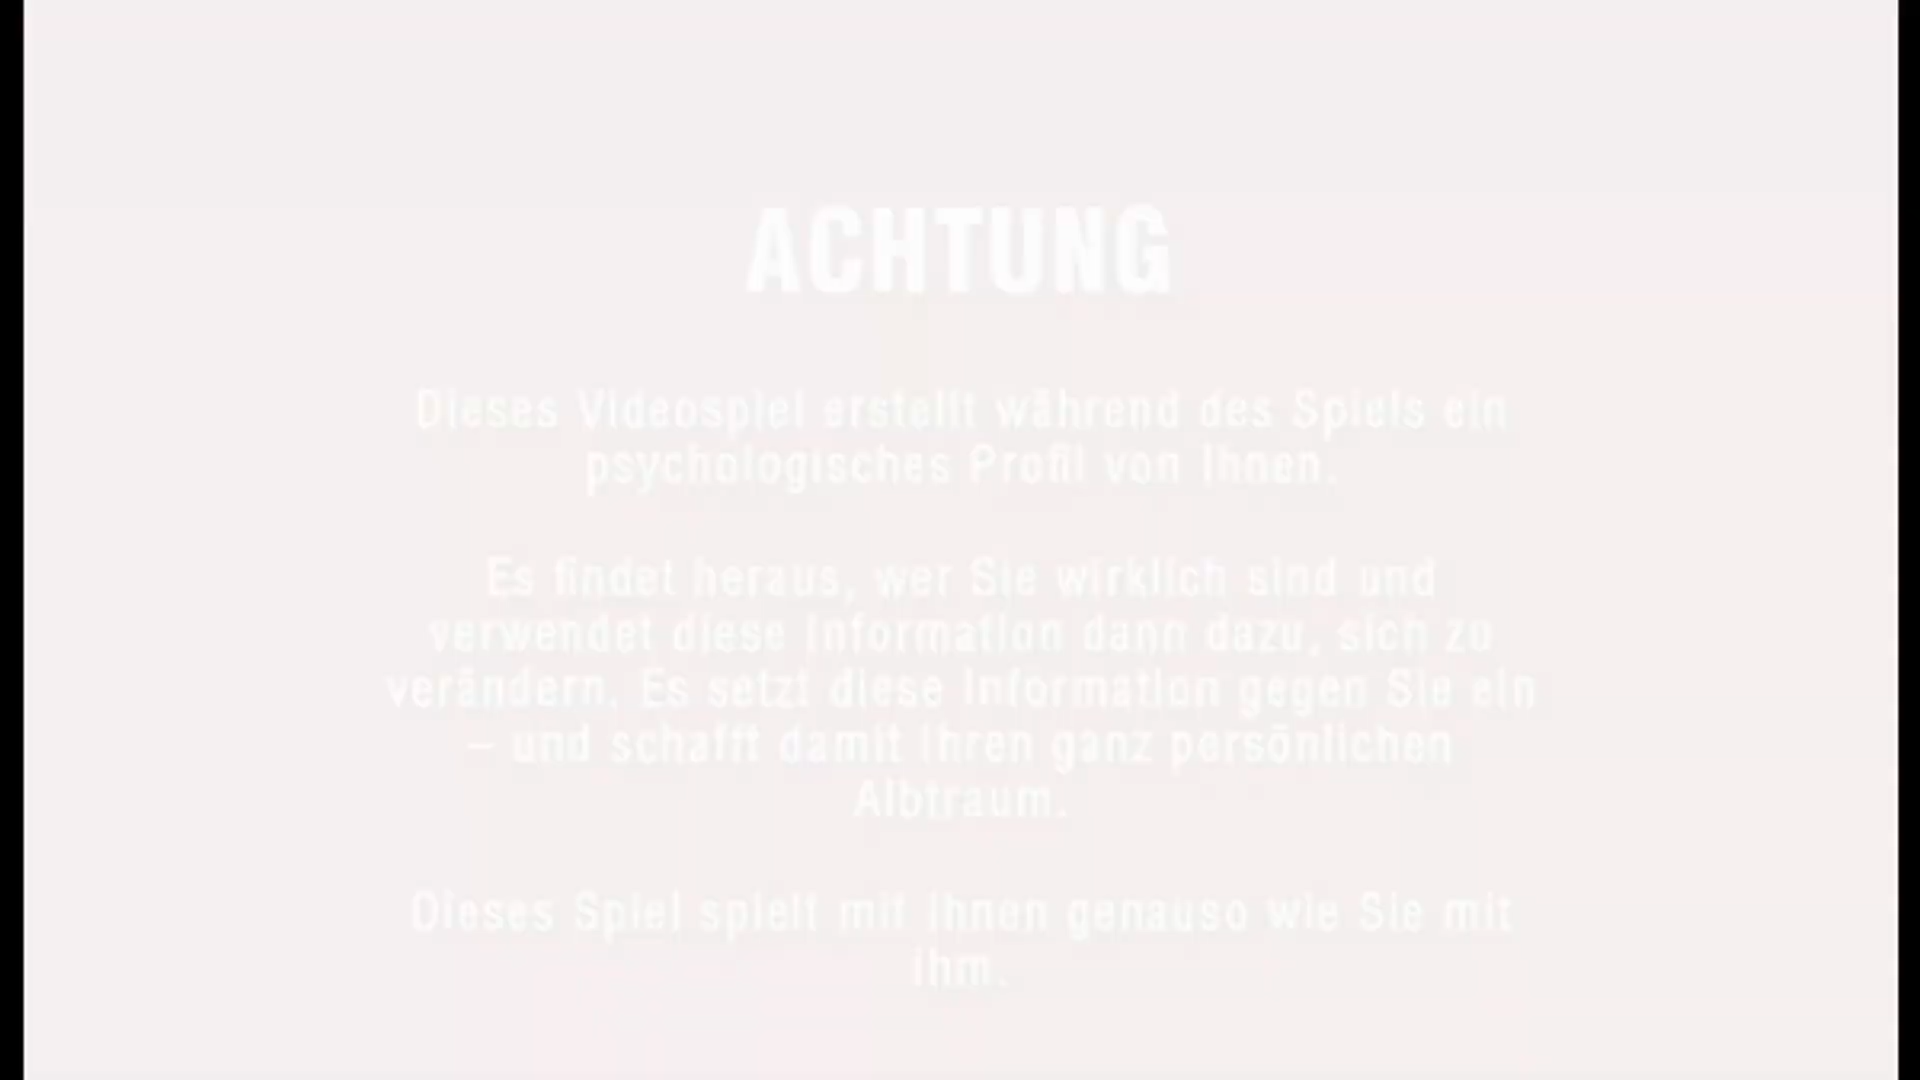 ACHTUNG
Dieses Videospiel erstellt während des Spiels ein
psychologisches Profil von Ihnen.
Es findet heraus, wer Sie wirklich sind und
verwendet diese Information dann dazu, sich zu
verändern. Es setzt diese Information gegen Sie ein
– und schafft damit Ihren ganz persönlichen
Albtraum.
Dieses Spiel spielt mit Ihnen genauso wie Sie mit
ihm.